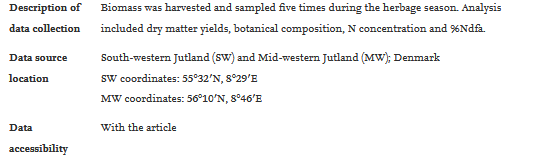 Description of Biomass was harvested and sampled five times during the herbage season. Analysis
data collection included dry matter yields, botanical composition, N concentration and %Ndfa.
Data source South-western Jutland (SW) and Mid-western Jutland (MW); Denmark
location SW coordinates: 55°32′N, 8°29′E
MW coordinates: 56°10′N, 8°46′E
Data With the article
accessibility